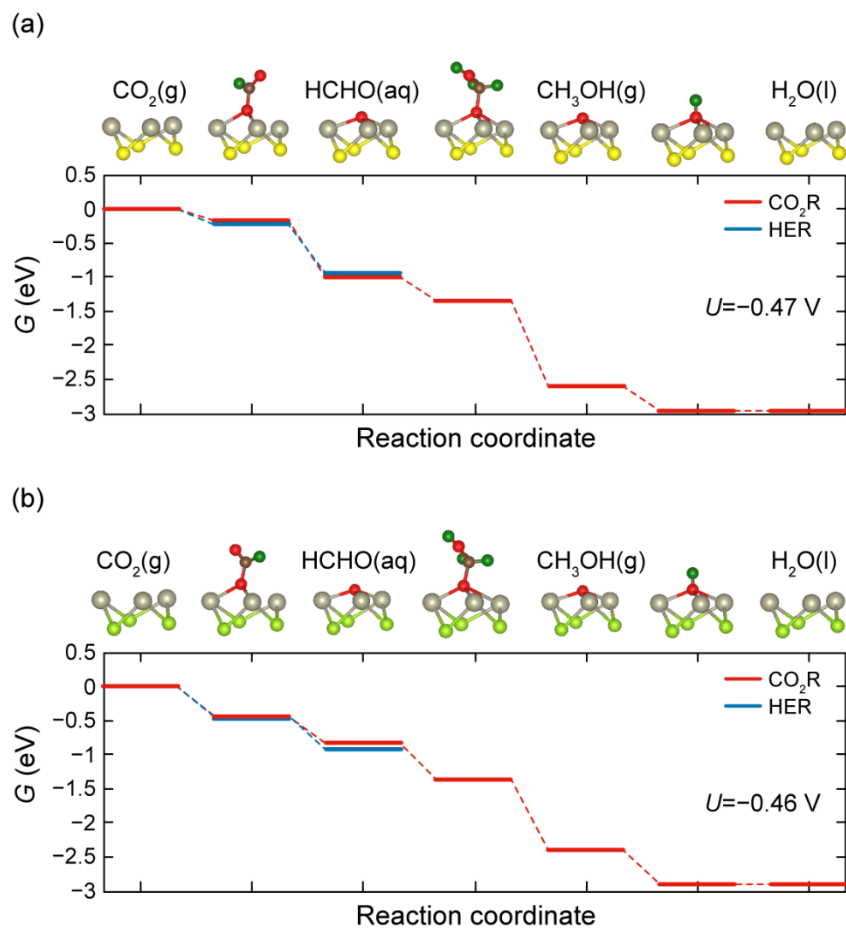 (a)
CO₂(g) HCHO(aq) CH₃OH(g) H₂O(l)
0.5
0
−0.5
−1
−1.5
−2
−2.5
−3
G (eV)
CO₂R
HER
U=−0.47 V
Reaction coordinate
(b)
CO₂(g) HCHO(aq) CH₃OH(g) H₂O(l)
0.5
0
−0.5
−1
−1.5
−2
−2.5
−3
G (eV)
CO₂R
HER
U=−0.46 V
Reaction coordinate